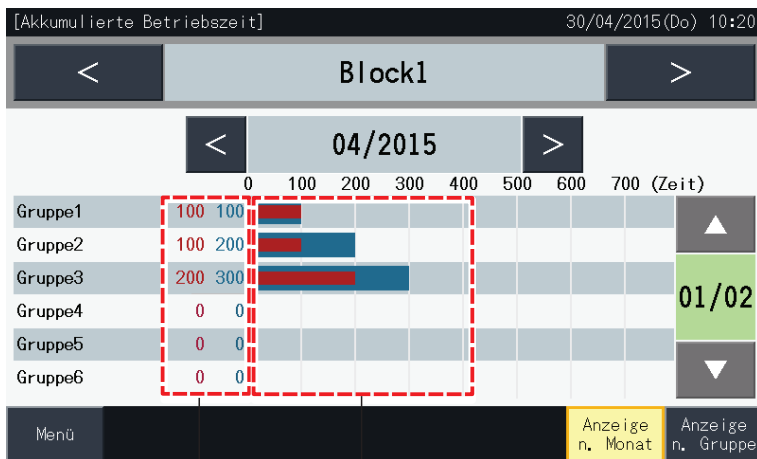 [Akkumulierte Betriebszeit] 30/04/2015(Do) 10:20
< Block1 >
< 04/2015 >
0 100 200 300 400 500 600 700 (Zeit)
Gruppe1 100 100
Gruppe2 100 200
Gruppe3 200 300
Gruppe4 0 0
Gruppe5 0 0
Gruppe6 0 0
01/02
Menü
Anzeige
n. Monat
Anzeige
n. Gruppe